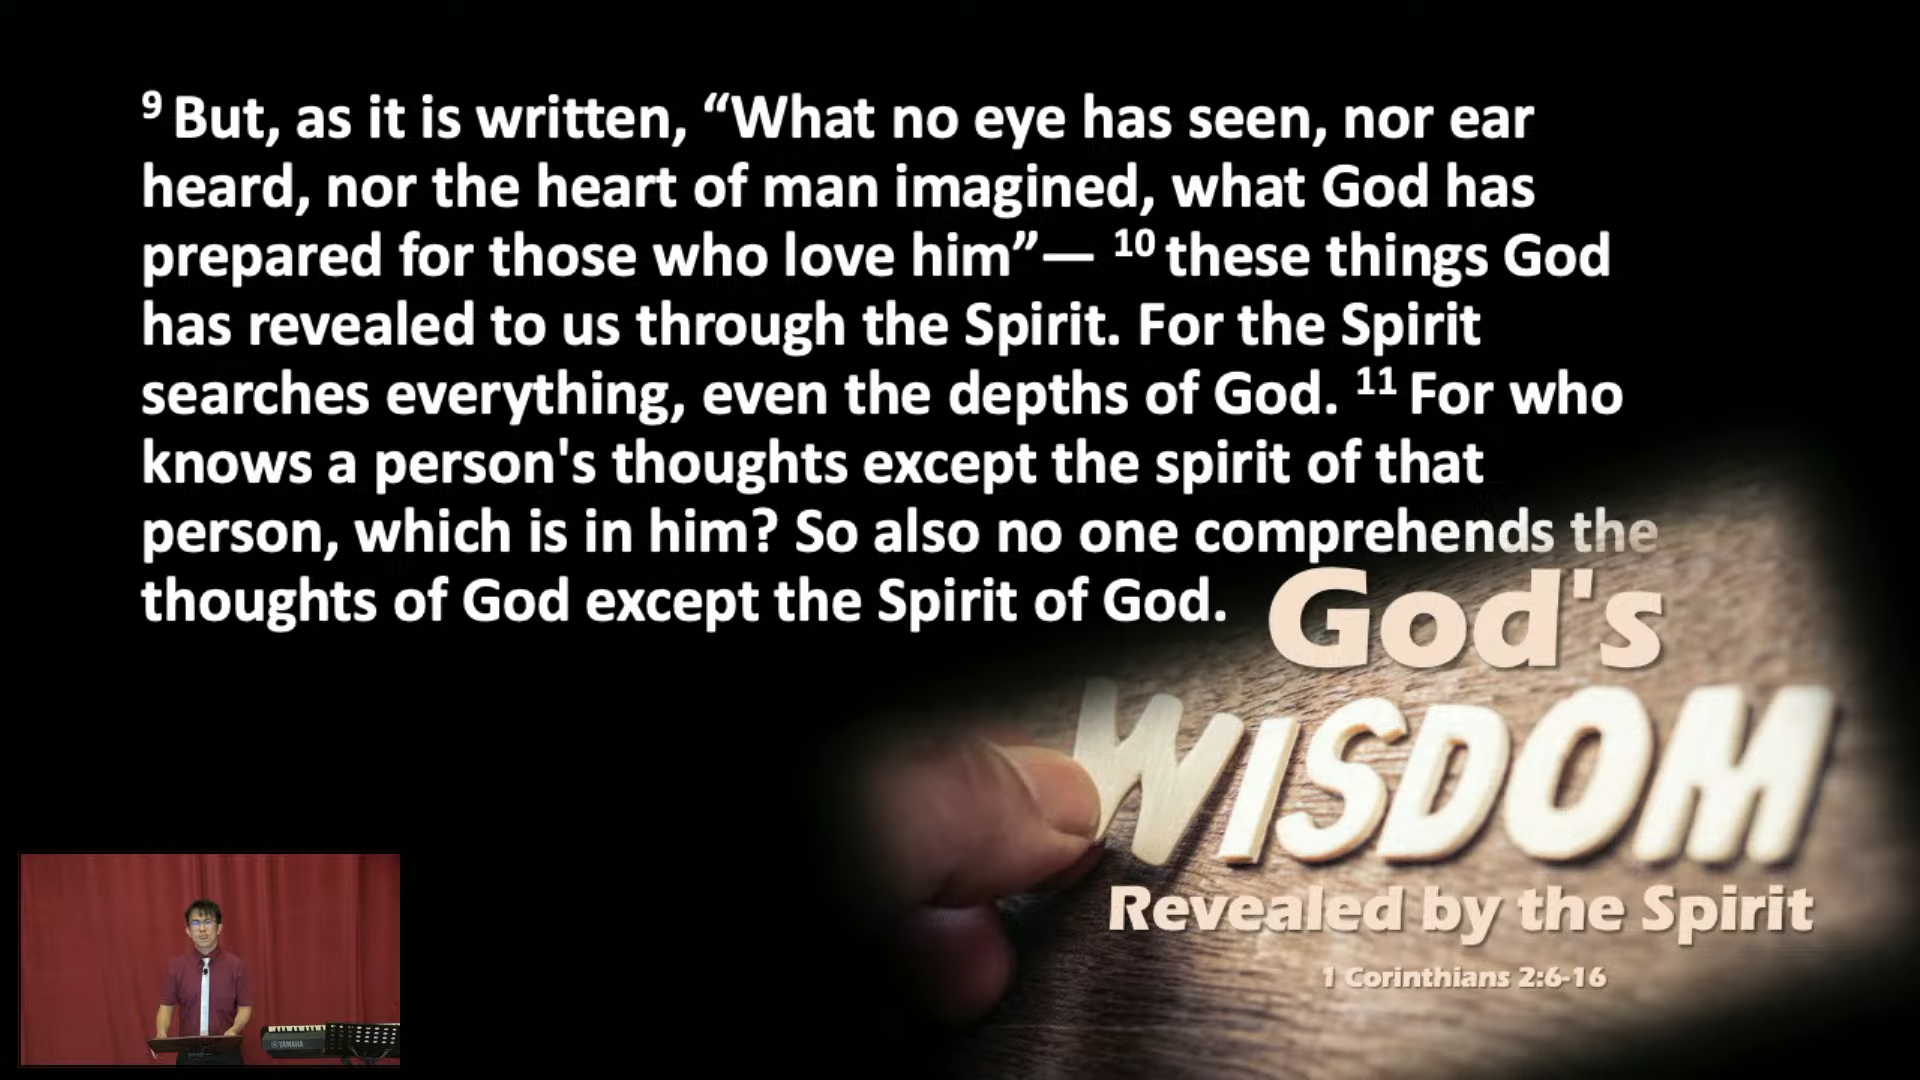 9 But, as it is written, “What no eye has seen, nor ear
heard, nor the heart of man imagined, what God has
prepared for those who love him”— 10 these things God
has revealed to us through the Spirit. For the Spirit
searches everything, even the depths of God. 11 For who
knows a person's thoughts except the spirit of that
person, which is in him? So also no one comprehends the
thoughts of God except the Spirit of God.
God's
WISDOM
Revealed by the Spirit
1 Corinthians 2:6-16
YAMAHA